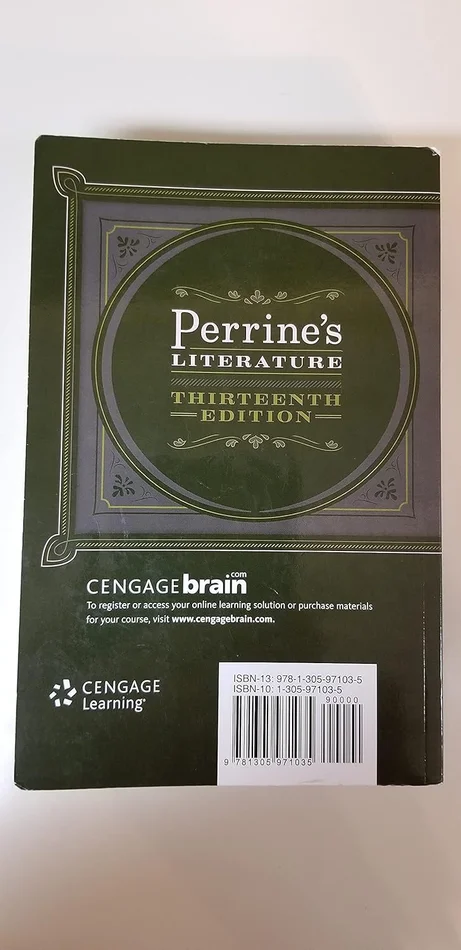 Perrine's
LITERATURE
THIRTEENTH
EDITION
CENGAGEbrain.com
To register or access your online learning solution or purchase materials
for your course, visit www.cengagebrain.com.
CENGAGE
Learning®
ISBN-13: 978-1-305-97103-5
ISBN-10: 1-305-97103-5
90000
9 781305 971035